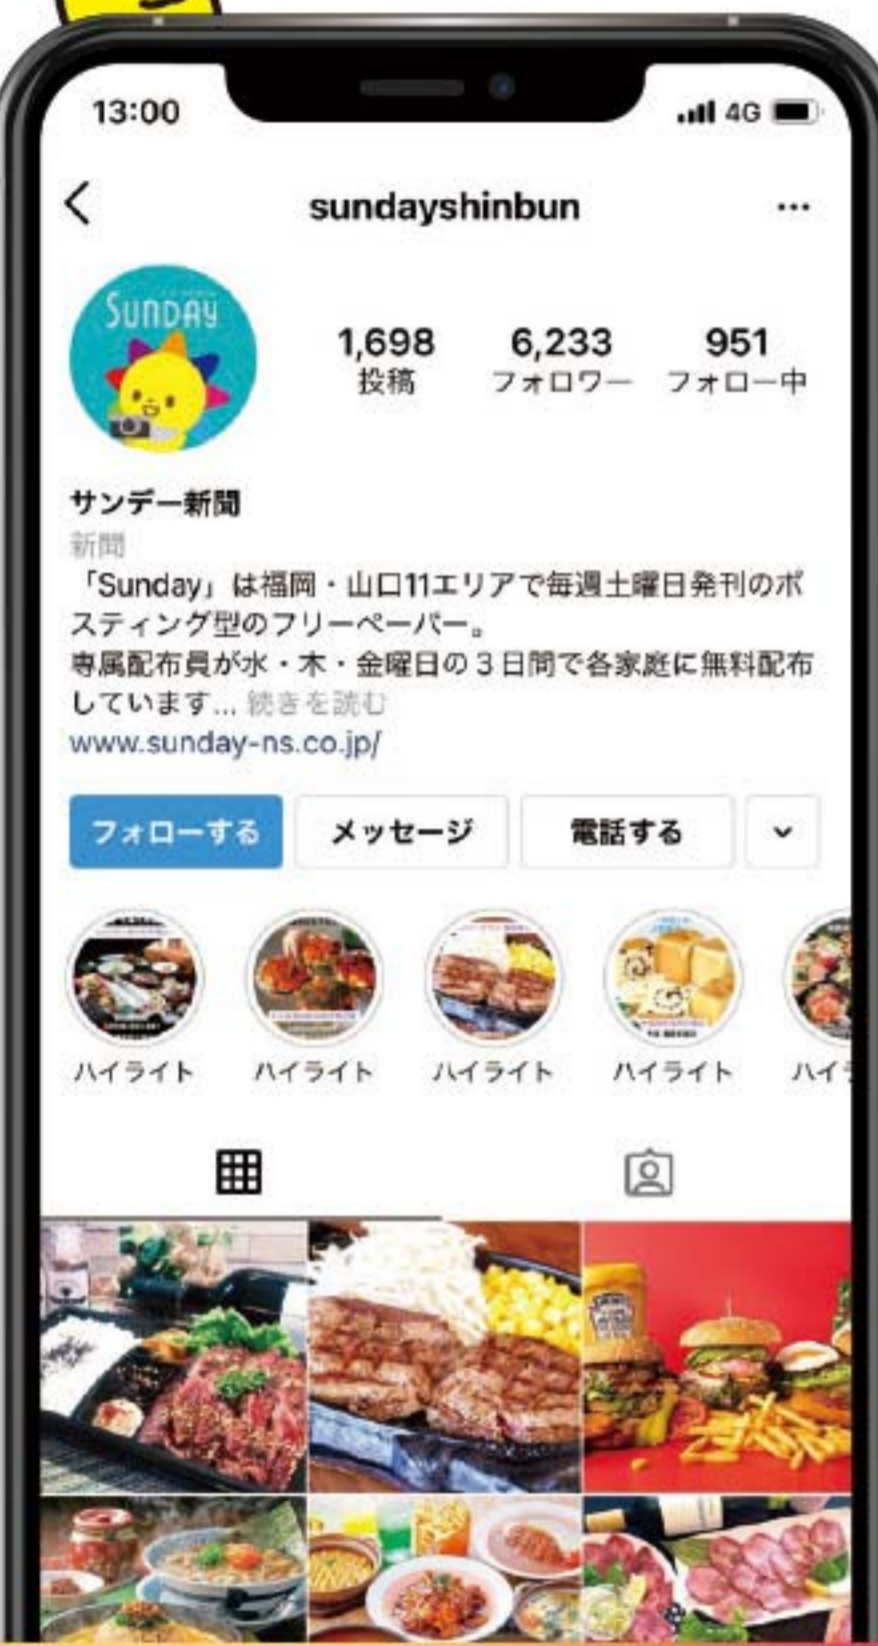 13:00
4G
sundayshinbun
SUNDAY
1,698
6,233
951
投稿
フォロワー
フォロー中
サンデー新聞
新聞
「Sunday」は福岡・山口11エリアで毎週土曜日発刊のポ
スティング型のフリーペーパー。
専属配布員が水・木・金曜日の3日間で各家庭に無料配布
しています... 続きを読む
www.sunday-ns.co.jp/
フォローする
メッセージ
電話する
ハイライト
ハイライト
ハイライト
ハイライト
ハイ